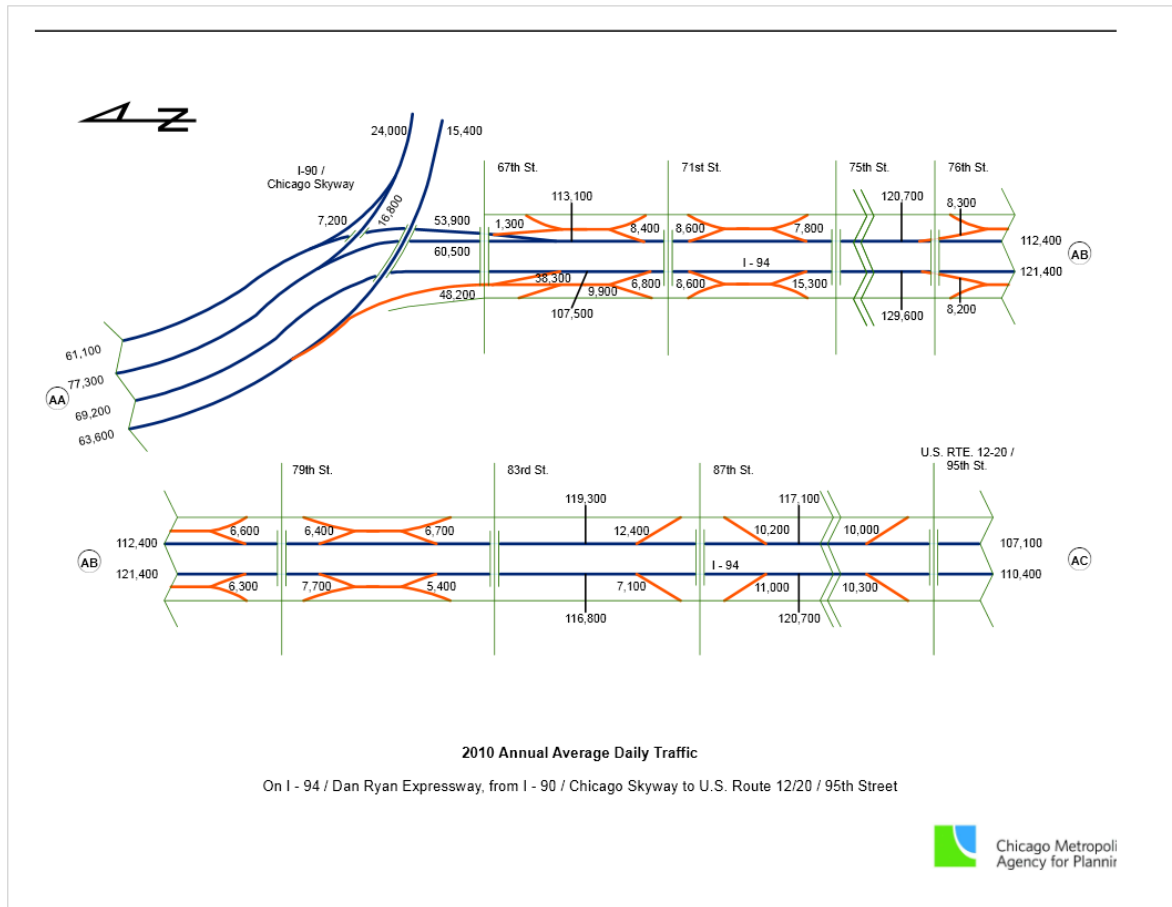 N
24,000
15,400
I-90 /
Chicago Skyway
67th St.
71st St.
75th St.
76th St.
113,100
120,700
8,300
7,200
16,800
53,900
1,300
8,400
8,600
7,800
112,400
60,500
I - 94
AB
121,400
48,200
38,300
9,900
6,800
8,600
15,300
8,200
107,500
129,600
61,100
77,300
AA
69,200
63,600
79th St.
83rd St.
87th St.
U.S. RTE. 12-20 /
95th St.
119,300
117,100
6,600
6,400
6,700
12,400
10,200
10,000
112,400
107,100
AB
I - 94
AC
121,400
110,400
6,300
7,700
5,400
7,100
11,000
10,300
116,800
120,700
2010 Annual Average Daily Traffic
On I - 94 / Dan Ryan Expressway, from I - 90 / Chicago Skyway to U.S. Route 12/20 / 95th Street
Chicago Metropoli
Agency for Plannin